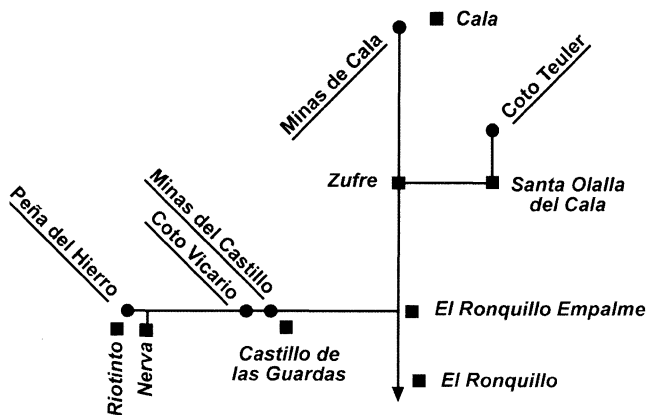 Cala
Minas de Cala
Coto Teuler
Zufre
Santa Olalla
del Cala
Peña del Hierro
Minas del Castillo
Coto Vicario
El Ronquillo Empalme
Riotinto
Nerva
Castillo de
las Guardas
El Ronquillo